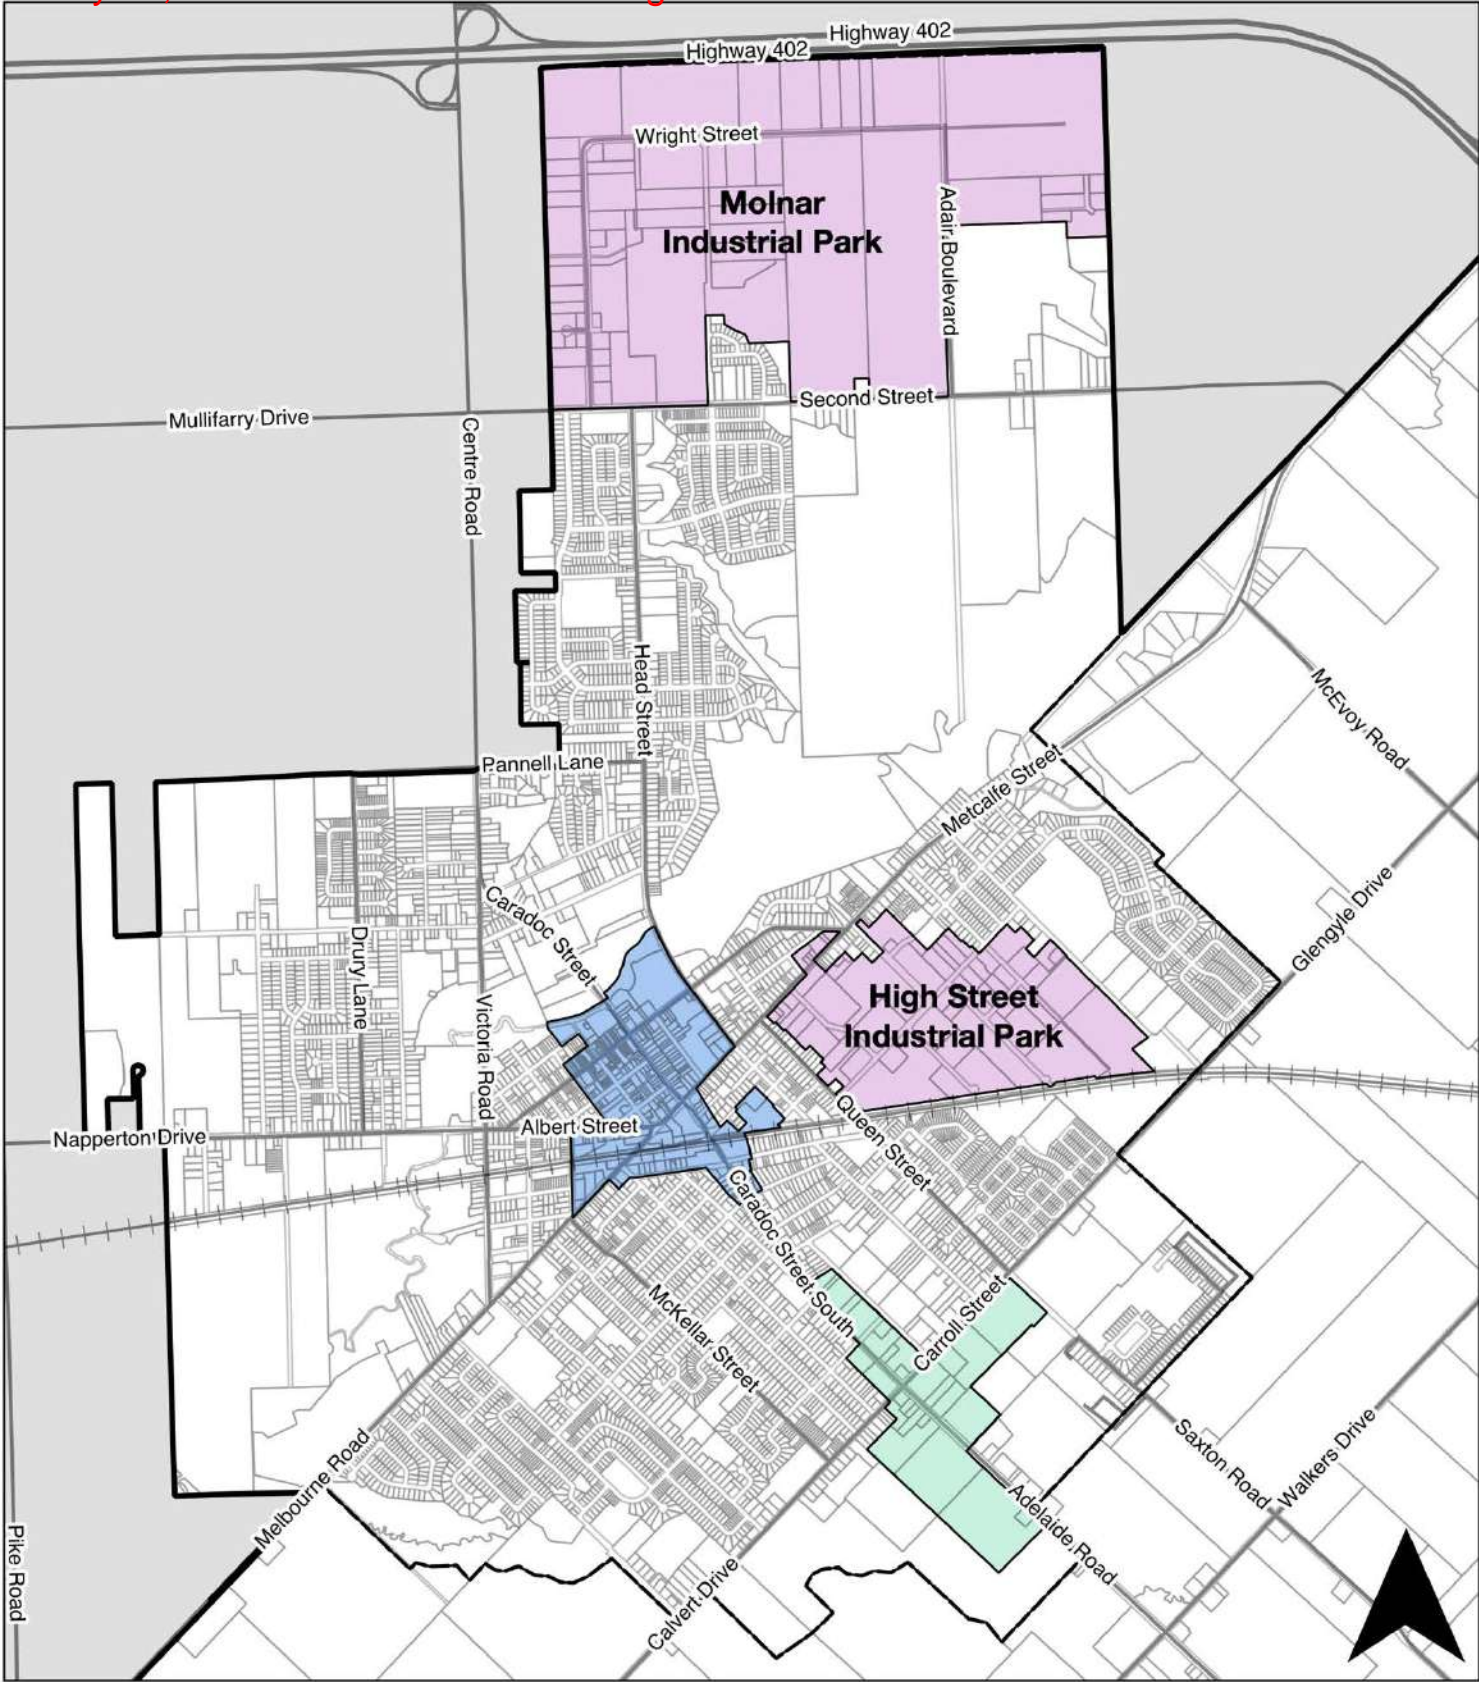 Highway 402
Highway 402
Wright Street
Molnar
Industrial Park
Adair Boulevard
Second Street
Mullifarry Drive
Centre Road
Head Street
McEvoy Road
Pannell Lane
Metcalfe Street
Glengyle Drive
Caradoc Street
Drury Lane
Victoria Road
High Street
Industrial Park
Napperton Drive
Albert Street
Queen Street
Caradoc Street South
McKellar Street
Carroll Street
Saxton Road
Walkers Drive
Melbourne Road
Adelaide Road
Pike Road
Calvert Drive